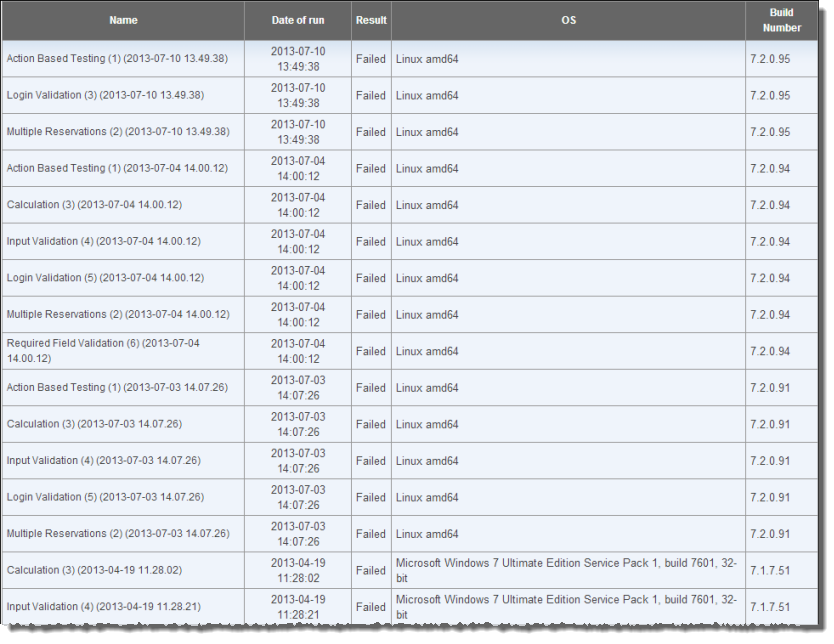 Name Date of run Result OS Build Number
Action Based Testing (1) (2013-07-10 13.49.38) 2013-07-10 13:49:38 Failed Linux amd64 7.2.0.95
Login Validation (3) (2013-07-10 13.49.38) 2013-07-10 13:49:38 Failed Linux amd64 7.2.0.95
Multiple Reservations (2) (2013-07-10 13.49.38) 2013-07-10 13:49:38 Failed Linux amd64 7.2.0.95
Action Based Testing (1) (2013-07-04 14.00.12) 2013-07-04 14:00:12 Failed Linux amd64 7.2.0.94
Calculation (3) (2013-07-04 14.00.12) 2013-07-04 14:00:12 Failed Linux amd64 7.2.0.94
Input Validation (4) (2013-07-04 14.00.12) 2013-07-04 14:00:12 Failed Linux amd64 7.2.0.94
Login Validation (5) (2013-07-04 14.00.12) 2013-07-04 14:00:12 Failed Linux amd64 7.2.0.94
Multiple Reservations (2) (2013-07-04 14.00.12) 2013-07-04 14:00:12 Failed Linux amd64 7.2.0.94
Required Field Validation (6) (2013-07-04 14.00.12) 2013-07-04 14:00:12 Failed Linux amd64 7.2.0.94
Action Based Testing (1) (2013-07-03 14.07.26) 2013-07-03 14:07:26 Failed Linux amd64 7.2.0.91
Calculation (3) (2013-07-03 14.07.26) 2013-07-03 14:07:26 Failed Linux amd64 7.2.0.91
Input Validation (4) (2013-07-03 14.07.26) 2013-07-03 14:07:26 Failed Linux amd64 7.2.0.91
Login Validation (5) (2013-07-03 14.07.26) 2013-07-03 14:07:26 Failed Linux amd64 7.2.0.91
Multiple Reservations (2) (2013-07-03 14.07.26) 2013-07-03 14:07:26 Failed Linux amd64 7.2.0.91
Calculation (3) (2013-04-19 11.28.02) 2013-04-19 11:28:02 Failed Microsoft Windows 7 Ultimate Edition Service Pack 1, build 7601, 32-bit 7.1.7.51
Input Validation (4) (2013-04-19 11.28.21) 2013-04-19 11:28:21 Failed Microsoft Windows 7 Ultimate Edition Service Pack 1, build 7601, 32-bit 7.1.7.51